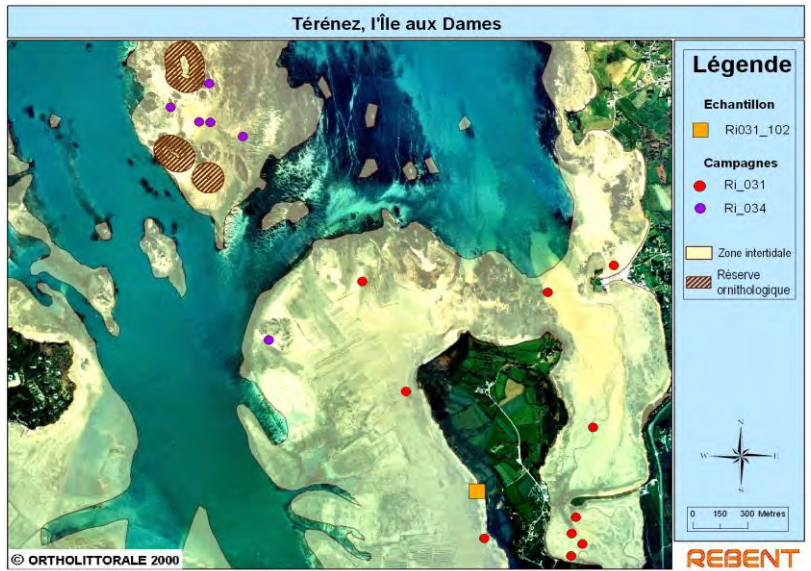 Térénez, l'Île aux Dames
Légende
Echantillon
Ri031_102
Campagnes
Ri_031
Ri_034
Zone intertidale
Réserve
ornithologique
N
W E
S
0 150 300 Mètres
© ORTHOLITTORALE 2000
REBENT